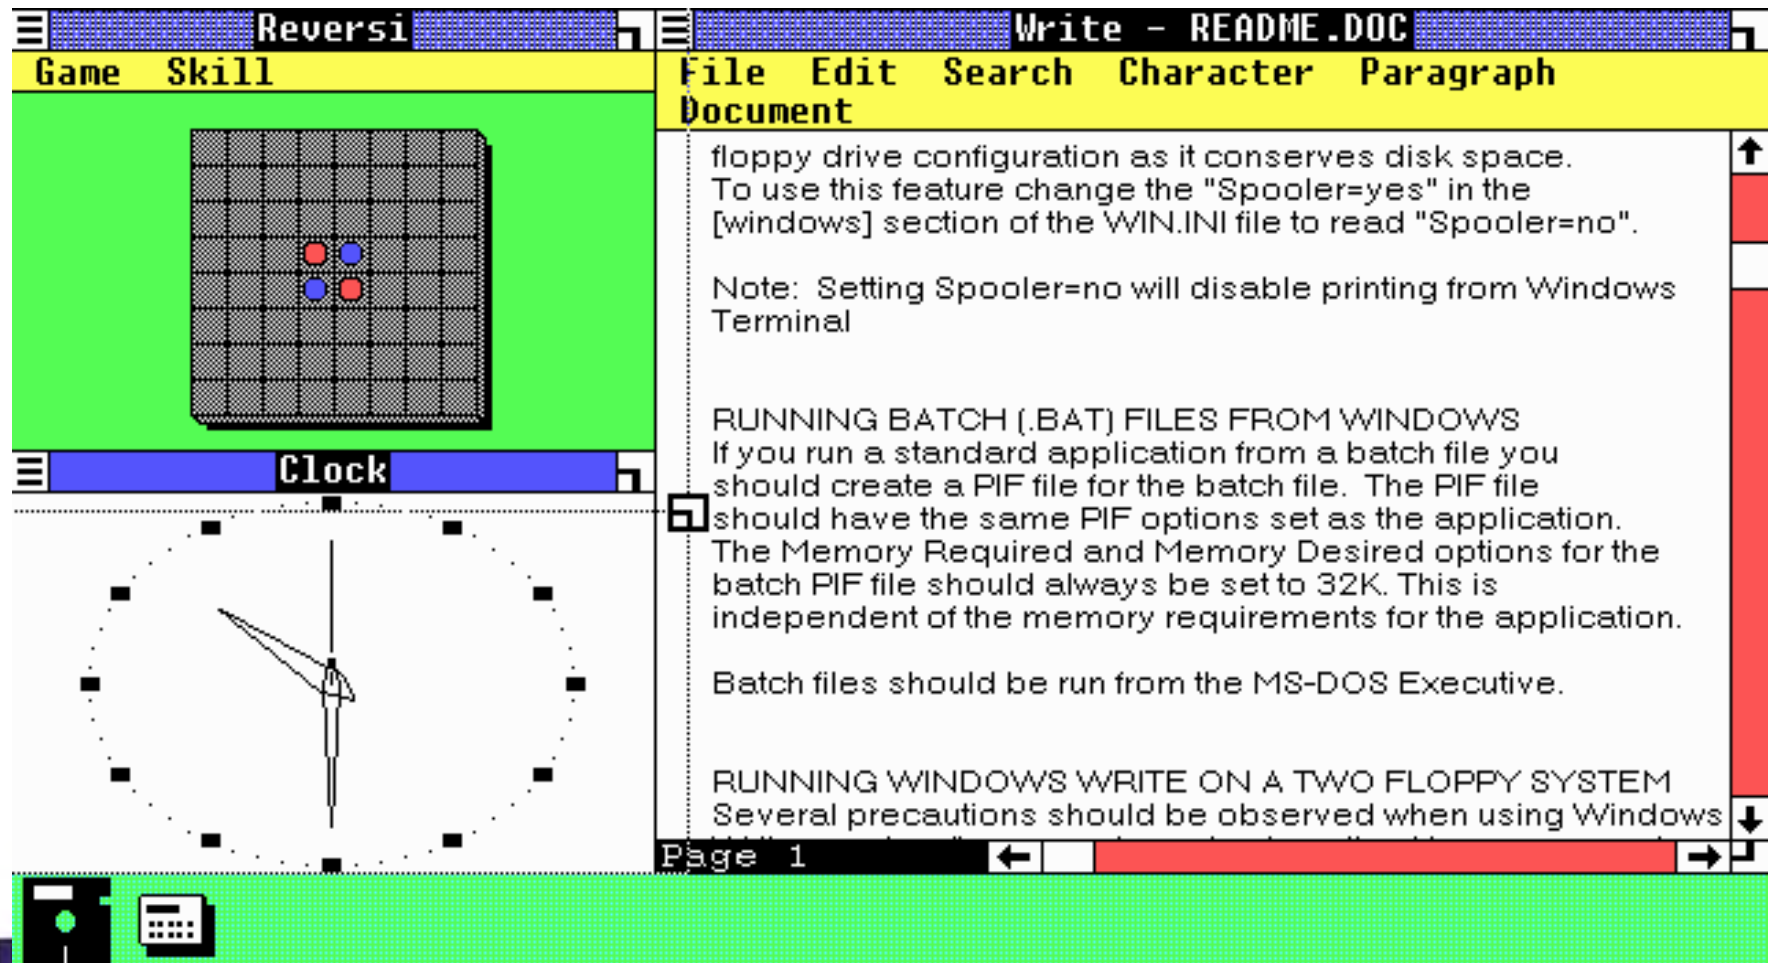 Reversi
Game Skill
Clock
Write - README.DOC
File Edit Search Character Paragraph
Document
floppy drive configuration as it conserves disk space.
To use this feature change the "Spooler=yes" in the
[windows] section of the WIN.INI file to read "Spooler=no".
Note: Setting Spooler=no will disable printing from Windows
Terminal
RUNNING BATCH (.BAT) FILES FROM WINDOWS
If you run a standard application from a batch file you
should create a PIF file for the batch file. The PIF file
should have the same PIF options set as the application.
The Memory Required and Memory Desired options for the
batch PIF file should always be set to 32K. This is
independent of the memory requirements for the application.
Batch files should be run from the MS-DOS Executive.
RUNNING WINDOWS WRITE ON A TWO FLOPPY SYSTEM
Several precautions should be observed when using Windows
Page 1